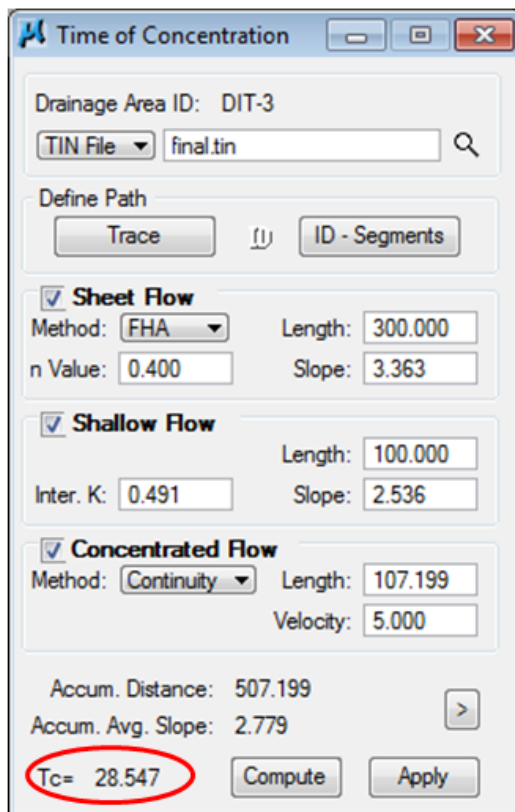 Time of Concentration
Drainage Area ID: DIT-3
TIN File final.tin
Define Path
Trace ID - Segments
Sheet Flow
Method: FHA Length: 300.000
n Value: 0.400 Slope: 3.363
Shallow Flow
Length: 100.000
Inter. K: 0.491 Slope: 2.536
Concentrated Flow
Method: Continuity Length: 107.199
Velocity: 5.000
Accum. Distance: 507.199
>
Accum. Avg. Slope: 2.779
Tc= 28.547 Compute Apply